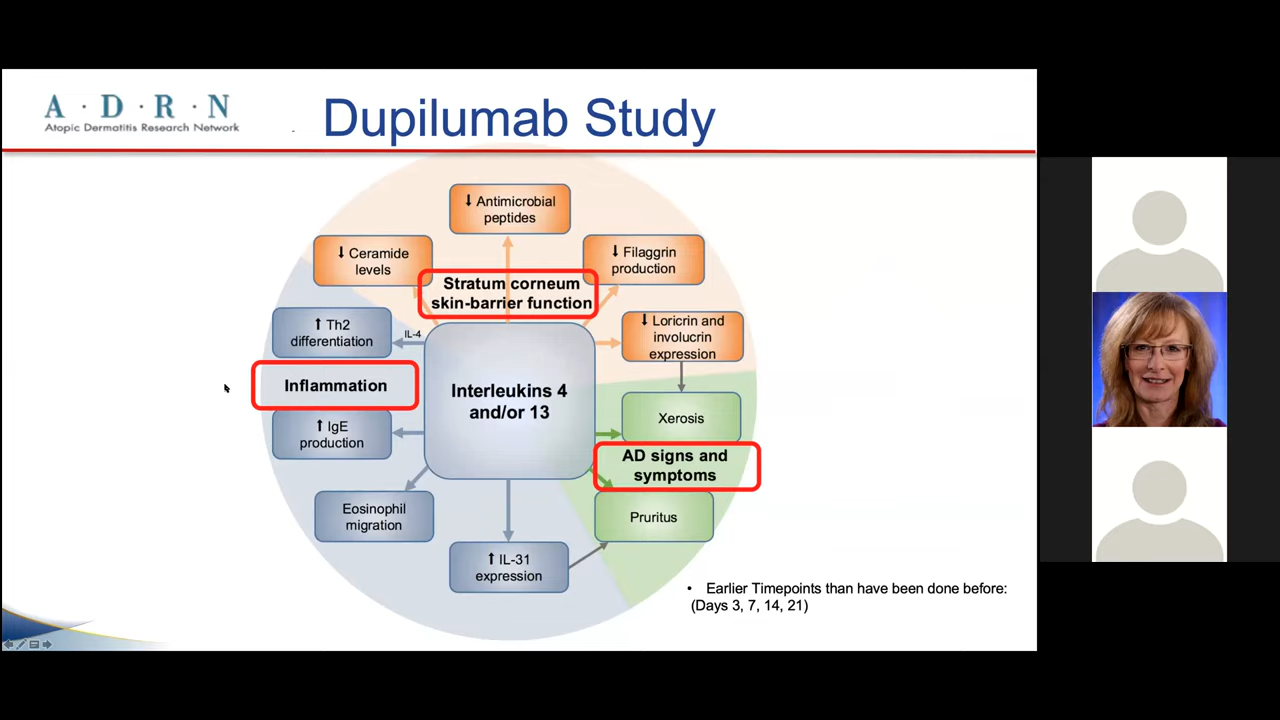 A · D · R · N
Atopic Dermatitis Research Network
Dupilumab Study
↓ Antimicrobial
peptides
↓ Ceramide
levels
↓ Filaggrin
production
Stratum corneum
skin-barrier function
↑ Th2
differentiation
IL-4
↓ Loricrin and
involucrin
expression
Inflammation
Interleukins 4
and/or 13
Xerosis
↑ IgE
production
AD signs and
symptoms
Eosinophil
migration
Pruritus
↑ IL-31
expression
• Earlier Timepoints than have been done before:
(Days 3, 7, 14, 21)